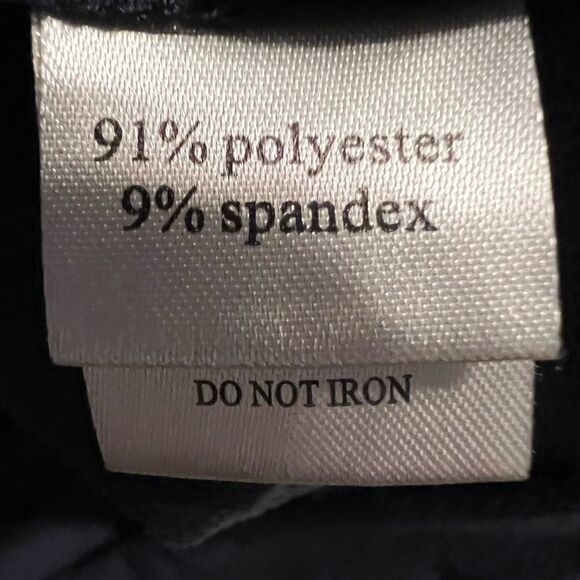 91% polyester
9% spandex
DO NOT IRON